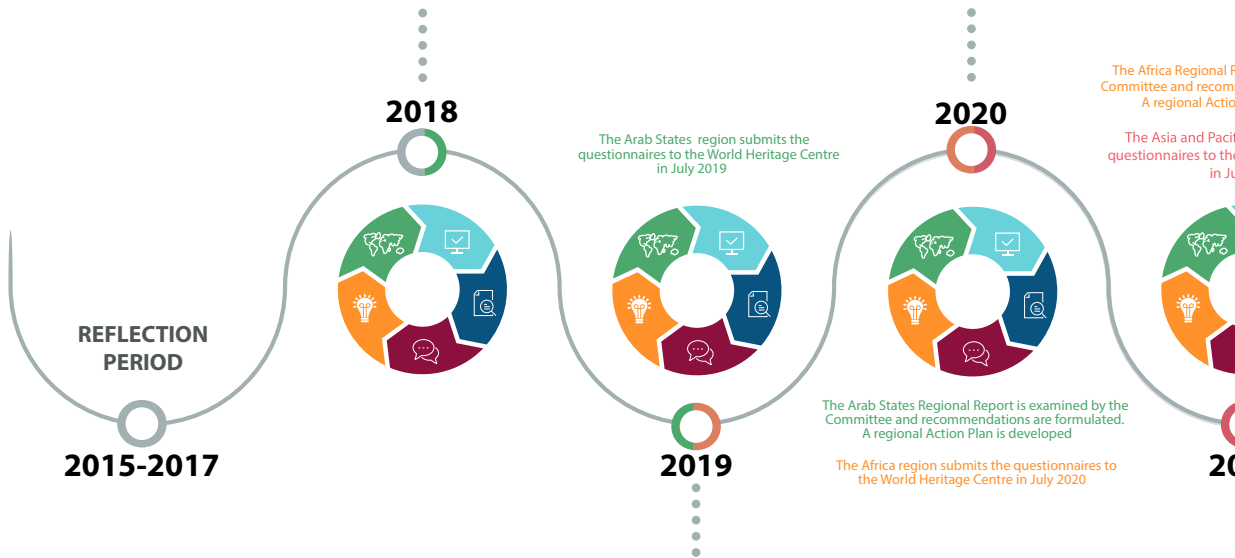 REFLECTION
PERIOD
2015-2017
2018
The Arab States region submits the
questionnaires to the World Heritage Centre
in July 2019
2019
2020
The Arab States Regional Report is examined by the
Committee and recommendations are formulated.
A regional Action Plan is developed
The Africa region submits the questionnaires to
the World Heritage Centre in July 2020
The Africa Regional
Committee and
A regional
The Asia and
questionnaires to the
in